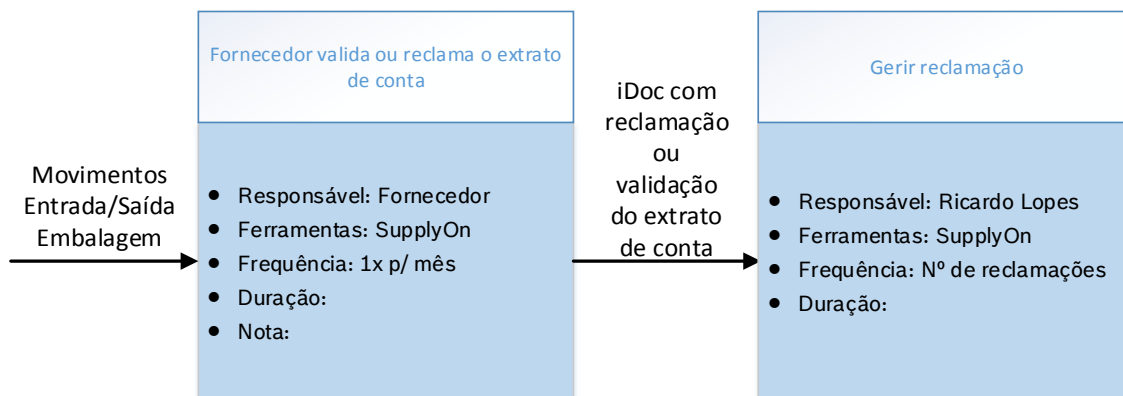 Movimentos
Entrada/Saída
Embalagem
Fornecedor valida ou reclama o extrato
de conta
• Responsável: Fornecedor
• Ferramentas: SupplyOn
• Frequência: 1x p/ mês
• Duração:
• Nota:
iDoc com
reclamação
ou
validação
do extrato
de conta
Gerir reclamação
• Responsável: Ricardo Lopes
• Ferramentas: SupplyOn
• Frequência: Nº de reclamações
• Duração: